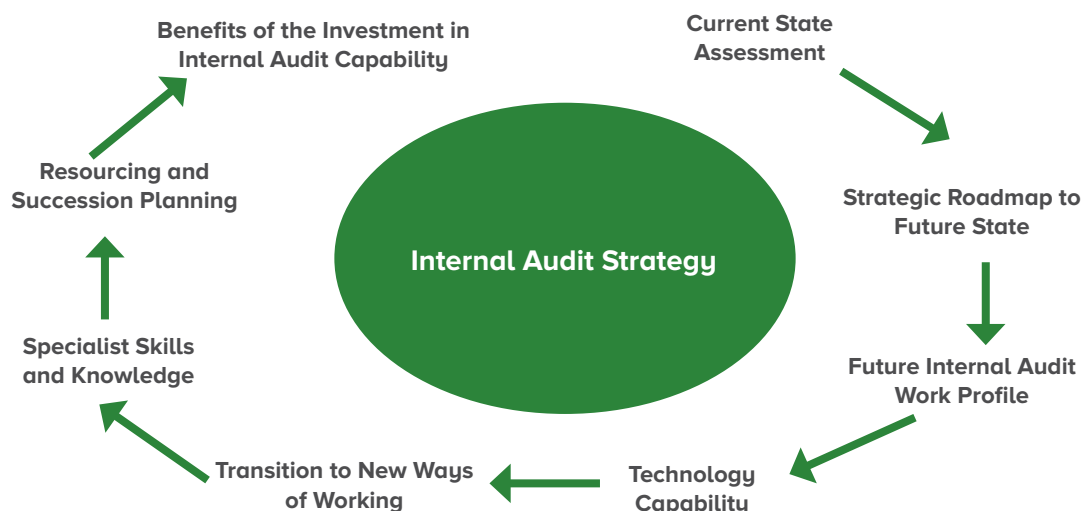 Benefits of the Investment in
Internal Audit Capability
Current State
Assessment
Resourcing and
Succession Planning
Strategic Roadmap to
Future State
Internal Audit Strategy
Specialist Skills
and Knowledge
Future Internal Audit
Work Profile
Transition to New Ways
of Working
Technology
Capability